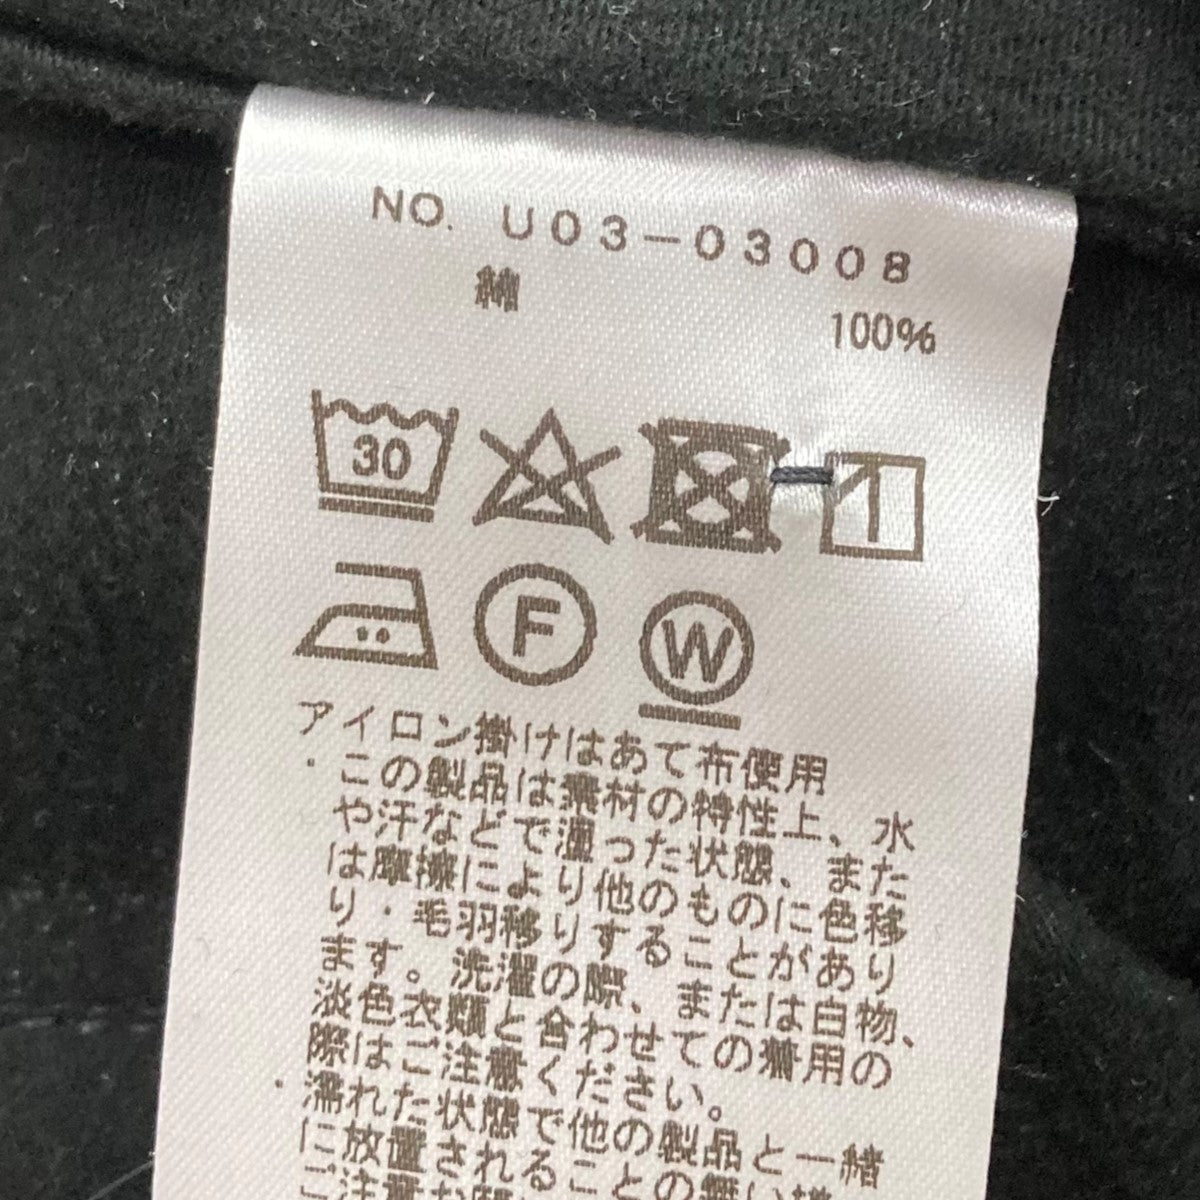 NO. U03-03008
綿 100%
30
F W
アイロン掛けはあて布使用
・この製品は素材の特性上、水
や汗などで湿った状態、また
は摩擦により他のものに色移
り・毛羽移りすることがあり
ます。洗濯の際、または白物、
淡色衣類と合わせての着用の
際はご注意ください。
・濡れた状態で他の製品と一緒
に放置されること
ご注意